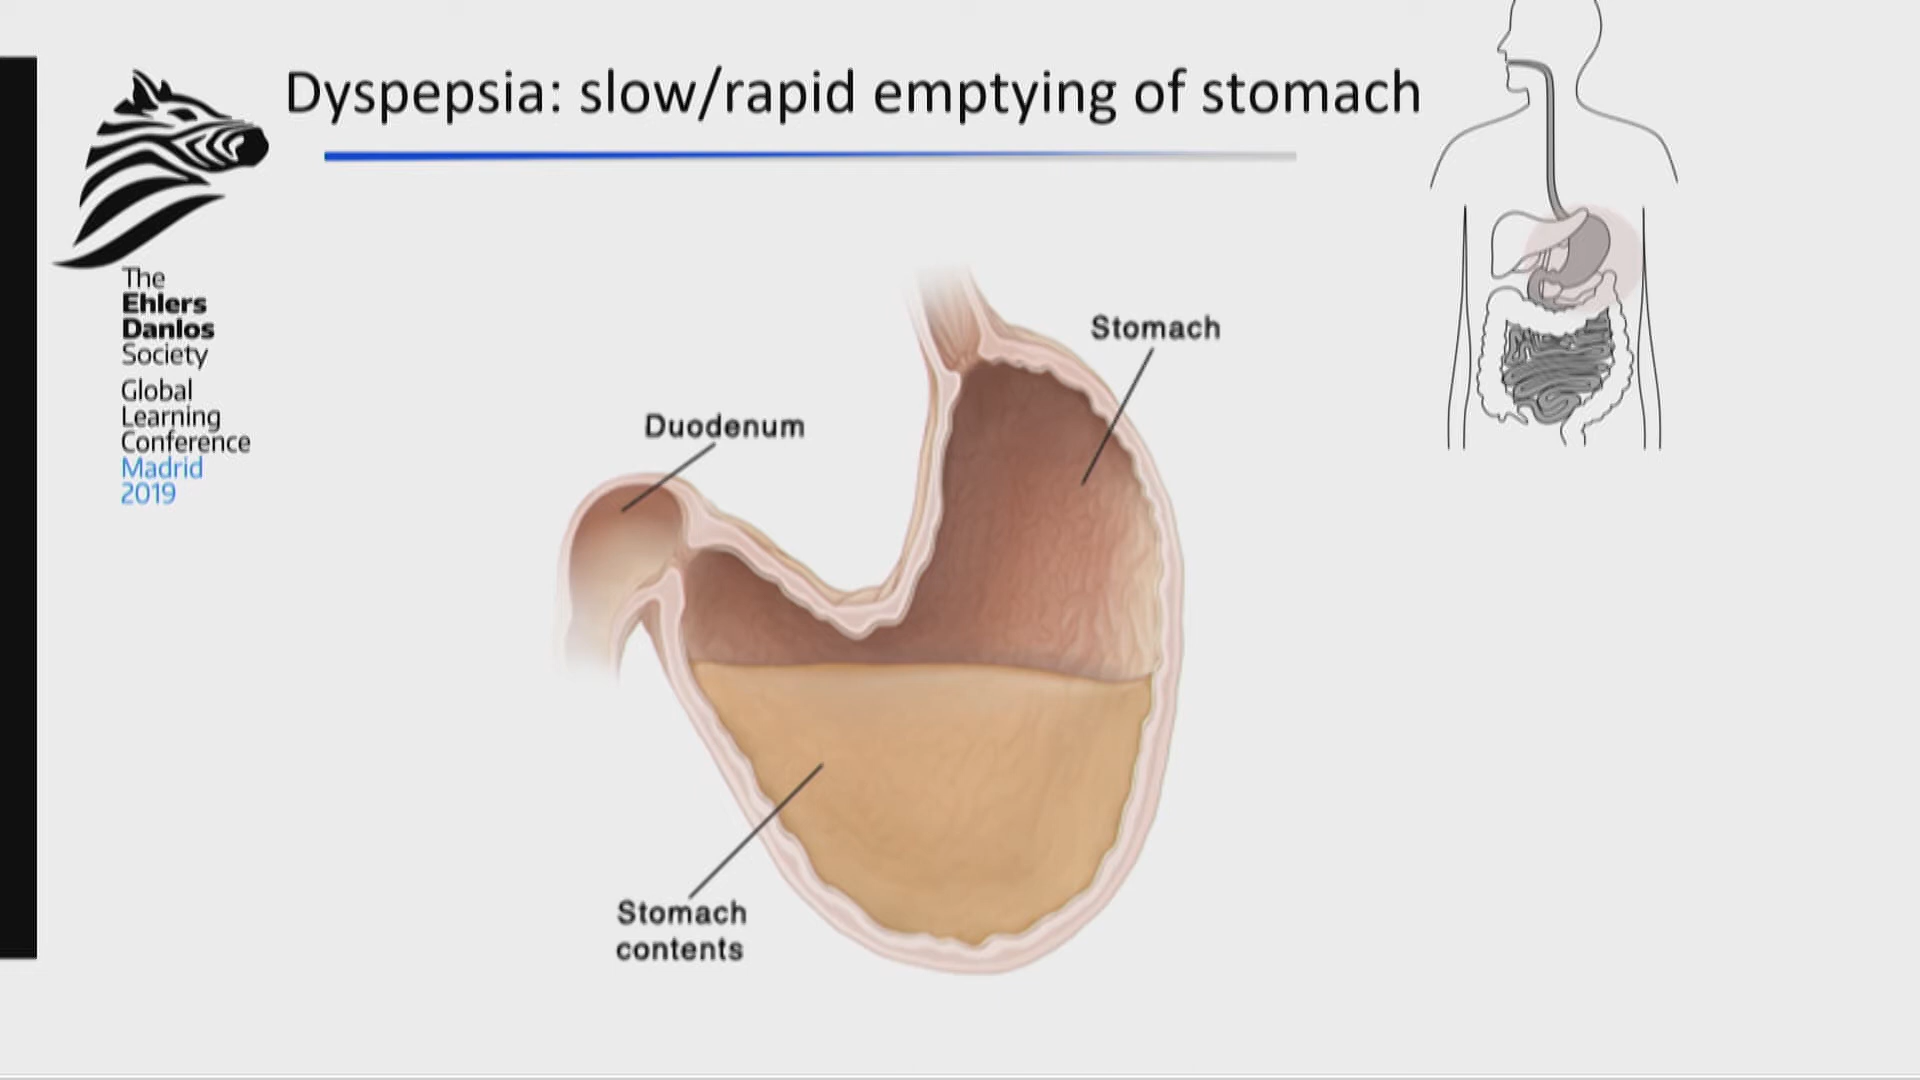 Dyspepsia: slow/rapid emptying of stomach
The
Ehlers
Danlos
Society
Global
Learning
Conference
Madrid
2019
Stomach
Duodenum
Stomach
contents